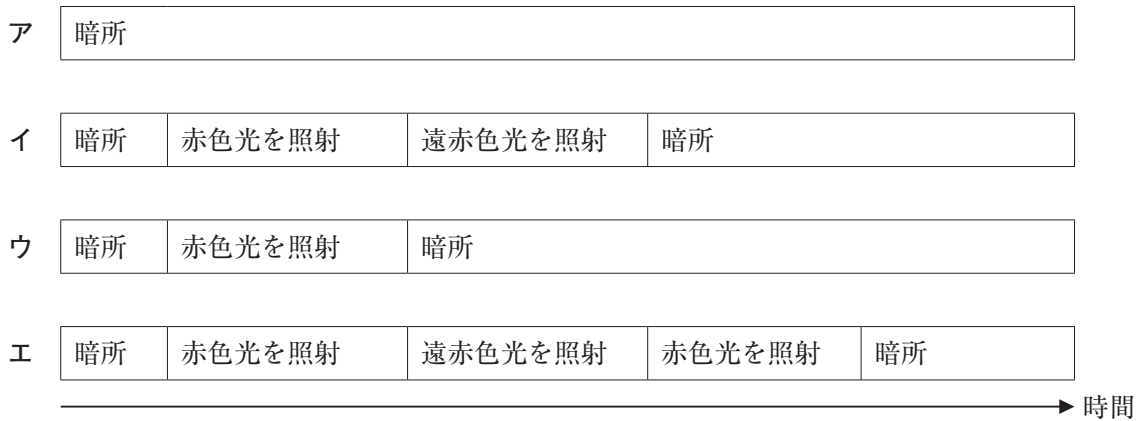 ア 暗所
イ 暗所 赤色光を照射 遠赤色光を照射 暗所
ウ 暗所 赤色光を照射 暗所
エ 暗所 赤色光を照射 遠赤色光を照射 赤色光を照射 暗所
時間